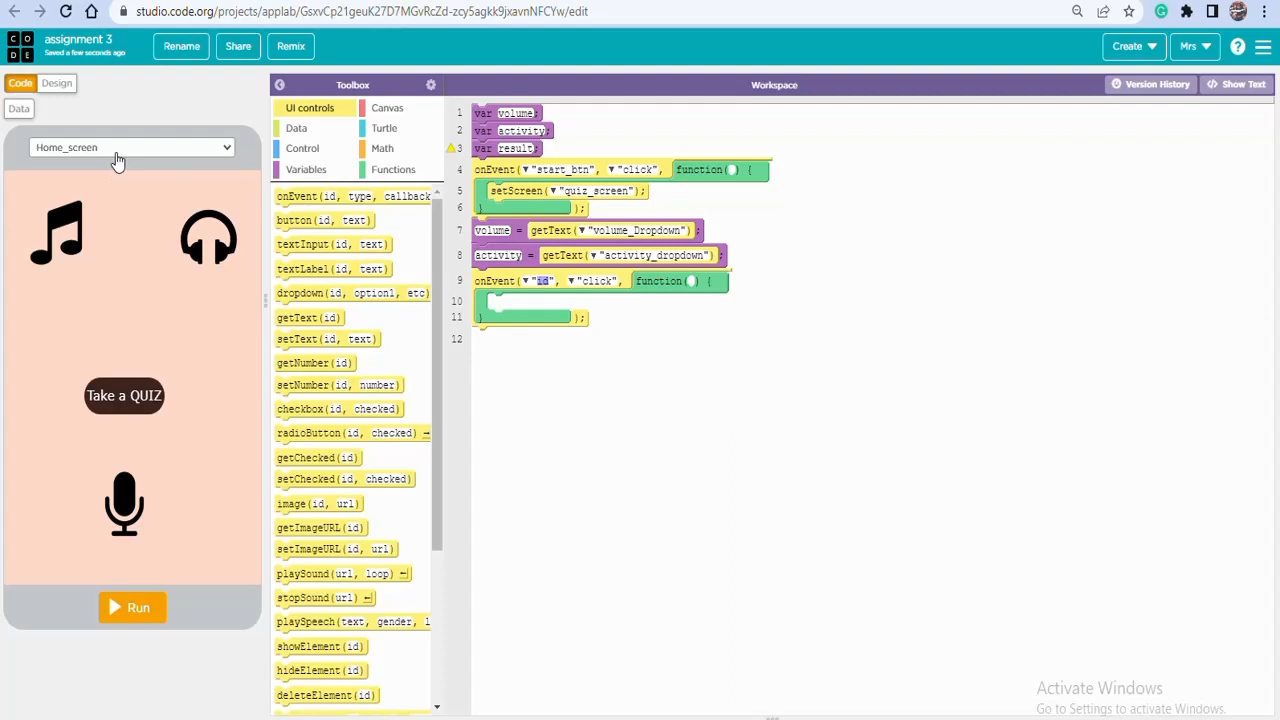 studio.code.org/projects/applab/GsxvCp21geuK27D7MGvRcZd-zcy5agkk9jxavnNFCYw/edit
CODE
assignment 3
Saved a few seconds ago
Rename
Share
Remix
Create
Mrs
?
Code
Design
Data
Toolbox
Workspace
Version History
</> Show Text
Home_screen
Take a QUIZ
Run
UI controls
Canvas
Data
Turtle
Control
Math
Variables
Functions
onEvent(id, type, callback
button(id, text)
textInput(id, text)
textLabel(id, text)
dropdown(id, option1, etc)
getText(id)
setText(id, text)
getNumber(id)
setNumber(id, number)
checkbox(id, checked)
radioButton(id, checked)
getChecked(id)
setChecked(id, checked)
image(id, url)
getImageURL(id)
setImageURL(id, url)
playSound(url, loop)
stopSound(url)
playSpeech(text, gender, l
showElement(id)
hideElement(id)
deleteElement(id)
1 var volume;
2 var activity;
3 var result;
4 onEvent("start_btn", "click", function() {
5 setScreen("quiz_screen");
6 } );
7 volume = getText("volume_Dropdown");
8 activity = getText("activity_dropdown");
9 onEvent("id", "click", function() {
10
11 } );
12
Activate Windows
Go to Settings to activate Windows.